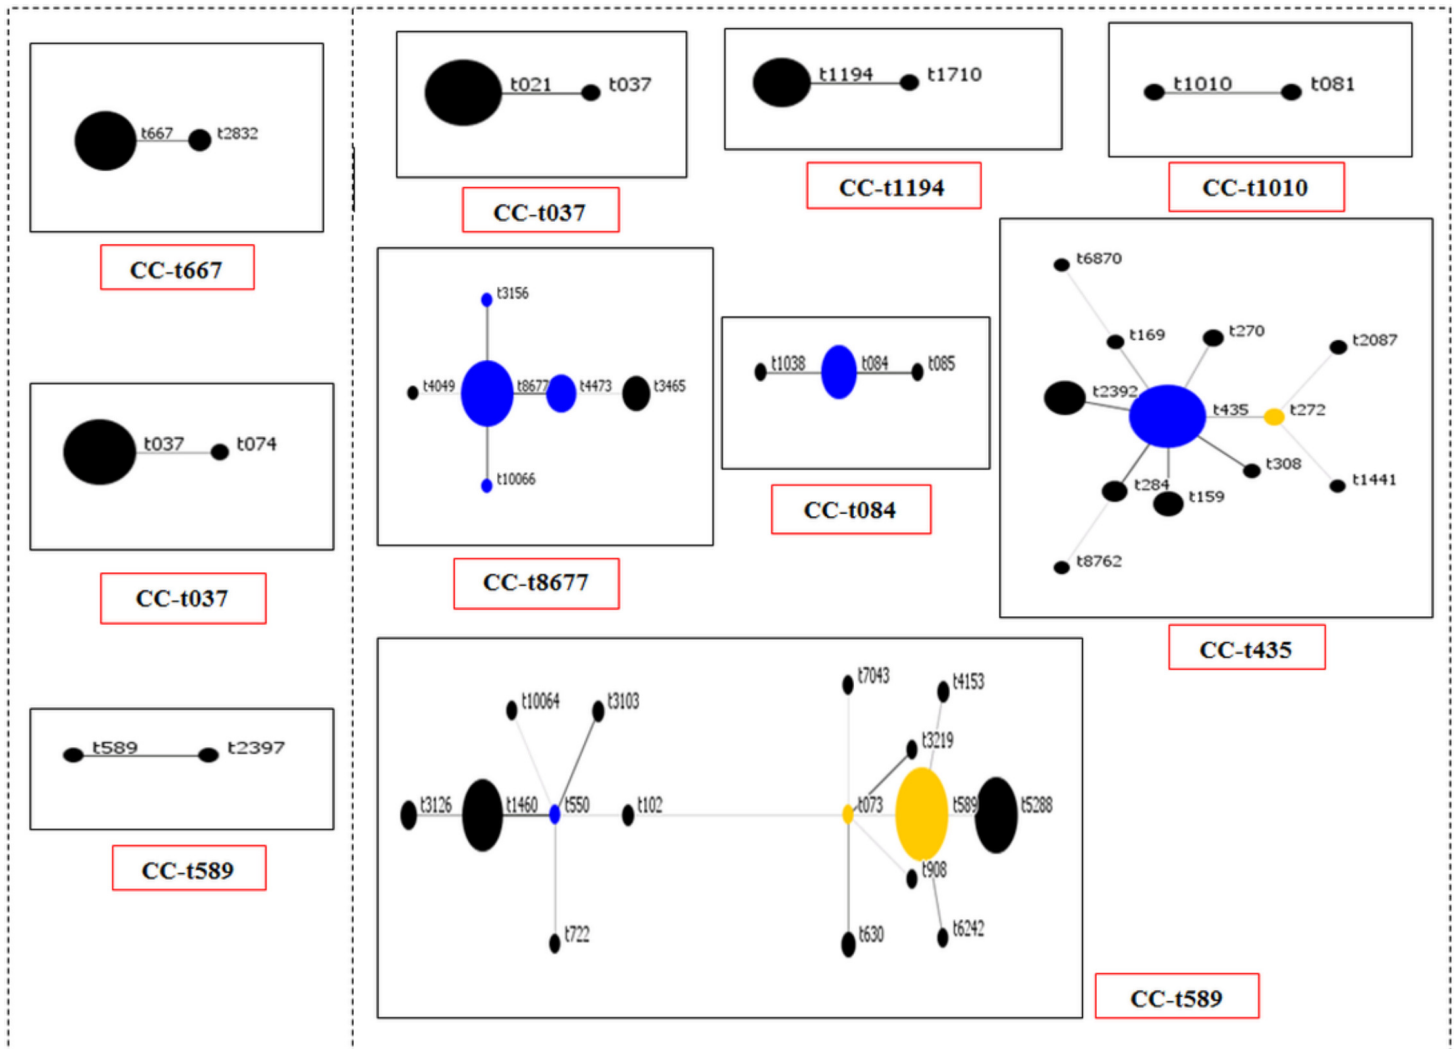 t667
t2832
CC-t667
t037
t074
CC-t037
t589
t2397
CC-t589
t021
t037
CC-t037
t1194
t1710
CC-t1194
t1010
t081
CC-t1010
t3156
t4049
t8677
t4473
t3465
t10066
CC-t8677
t1038
t084
t085
CC-t084
t6870
t169
t270
t2087
t2392
t435
t272
t308
t284
t159
t1441
t8762
CC-t435
t10064
t3103
t7043
t4153
t3219
t3126
t1460
t550
t102
t073
t589
t5288
t908
t722
t630
t6242
CC-t589